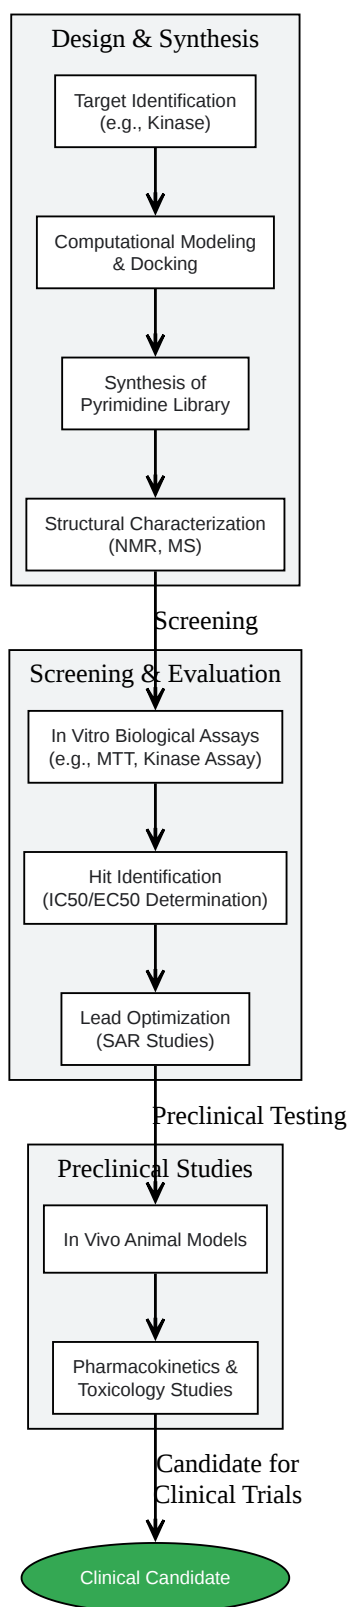 Design & Synthesis
Target Identification
(e.g., Kinase)
Computational Modeling
& Docking
Synthesis of
Pyrimidine Library
Structural Characterization
(NMR, MS)
Screening
Screening & Evaluation
In Vitro Biological Assays
(e.g., MTT, Kinase Assay)
Hit Identification
(IC50/EC50 Determination)
Lead Optimization
(SAR Studies)
Preclinical Testing
Preclinical Studies
In Vivo Animal Models
Pharmacokinetics &
Toxicology Studies
Candidate for
Clinical Trials
Clinical Candidate